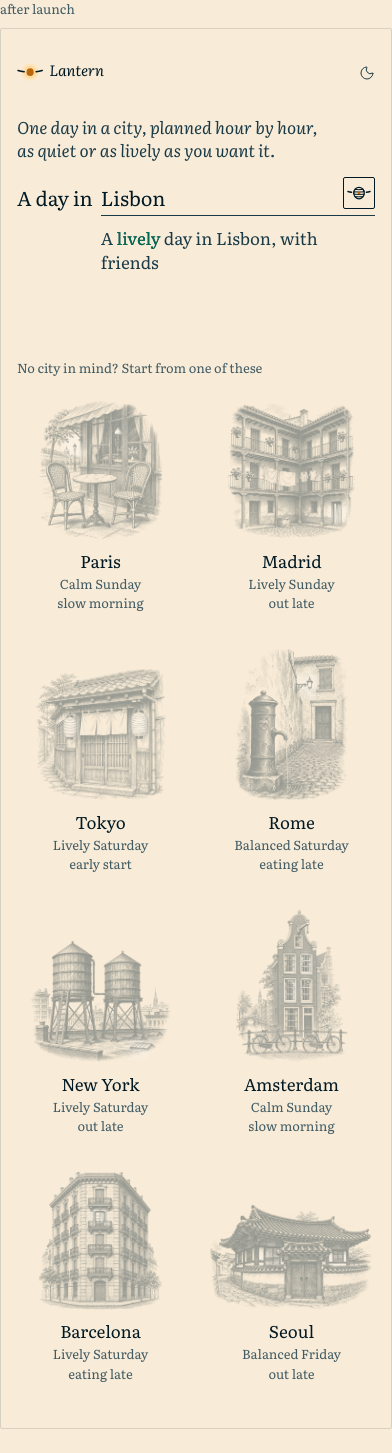 after launch
Lantern
One day in a city, planned hour by hour,
as quiet or as lively as you want it.
A day in Lisbon
A lively day in Lisbon, with
friends
No city in mind? Start from one of these
Paris
Calm Sunday
slow morning
Madrid
Lively Sunday
out late
Tokyo
Lively Saturday
early start
Rome
Balanced Saturday
eating late
New York
Lively Saturday
out late
Amsterdam
Calm Sunday
slow morning
Barcelona
Lively Saturday
eating late
Seoul
Balanced Friday
out late